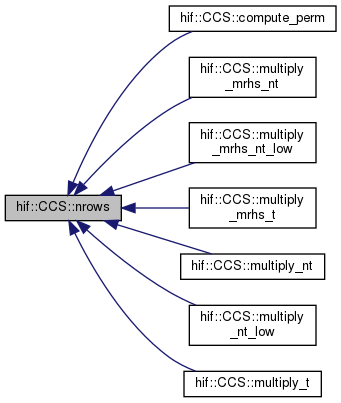 hif::CCS::compute_perm
hif::CCS::multiply
_mrhs_nt
hif::CCS::multiply
_mrhs_nt_low
hif::CCS::nrows
hif::CCS::multiply
_mrhs_t
hif::CCS::multiply_nt
hif::CCS::multiply
_nt_low
hif::CCS::multiply_t